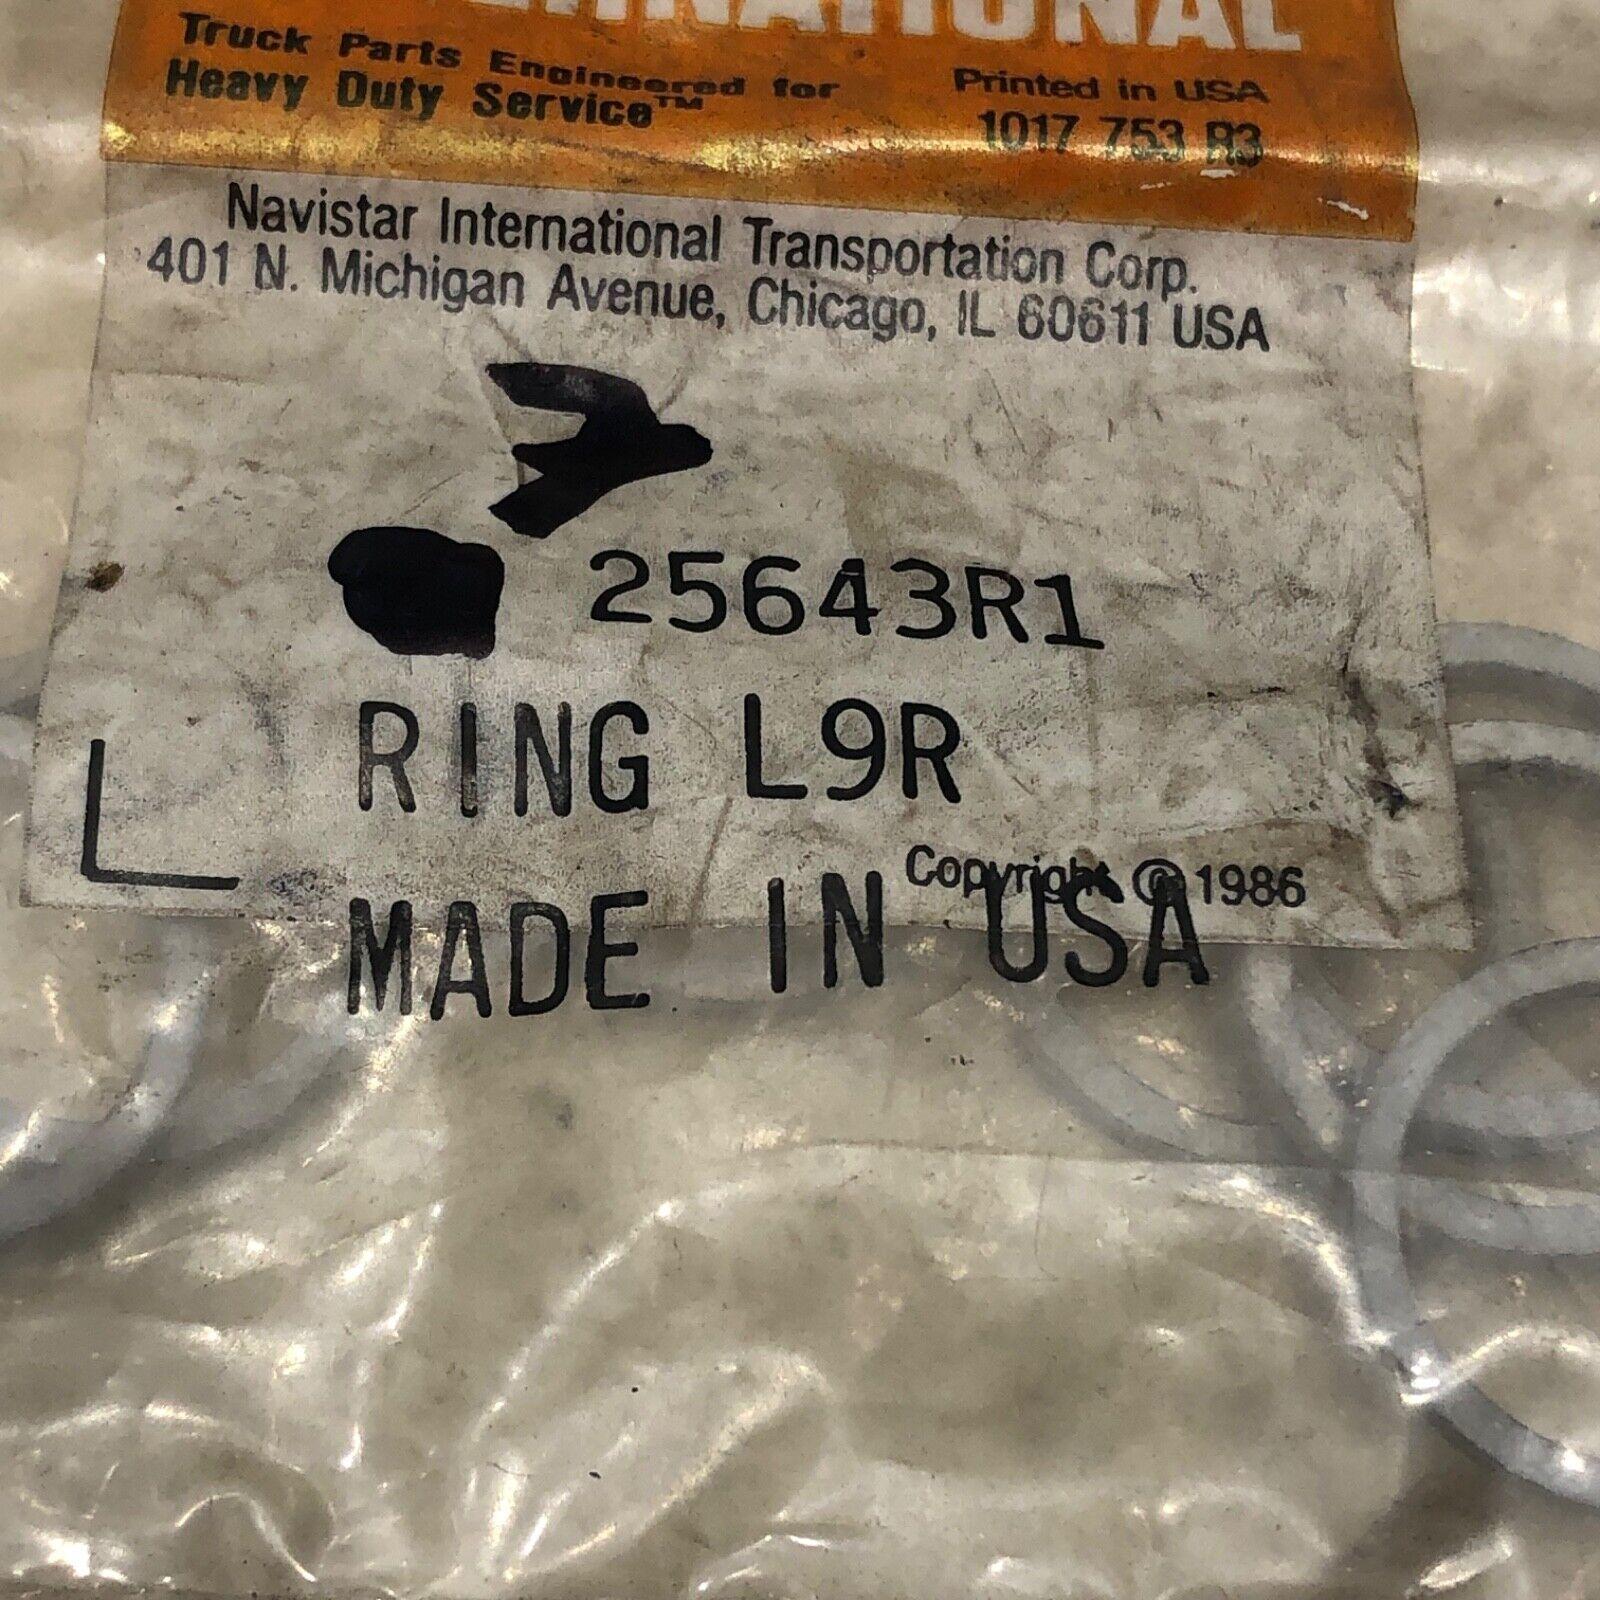 Truck Parts Engineered for
Heavy Duty Service™
Printed in USA
1017 753 R3
Navistar International Transportation Corp.
401 N. Michigan Avenue, Chicago, IL 60611 USA
25643R1
RING L9R
Copyright © 1986
MADE IN USA